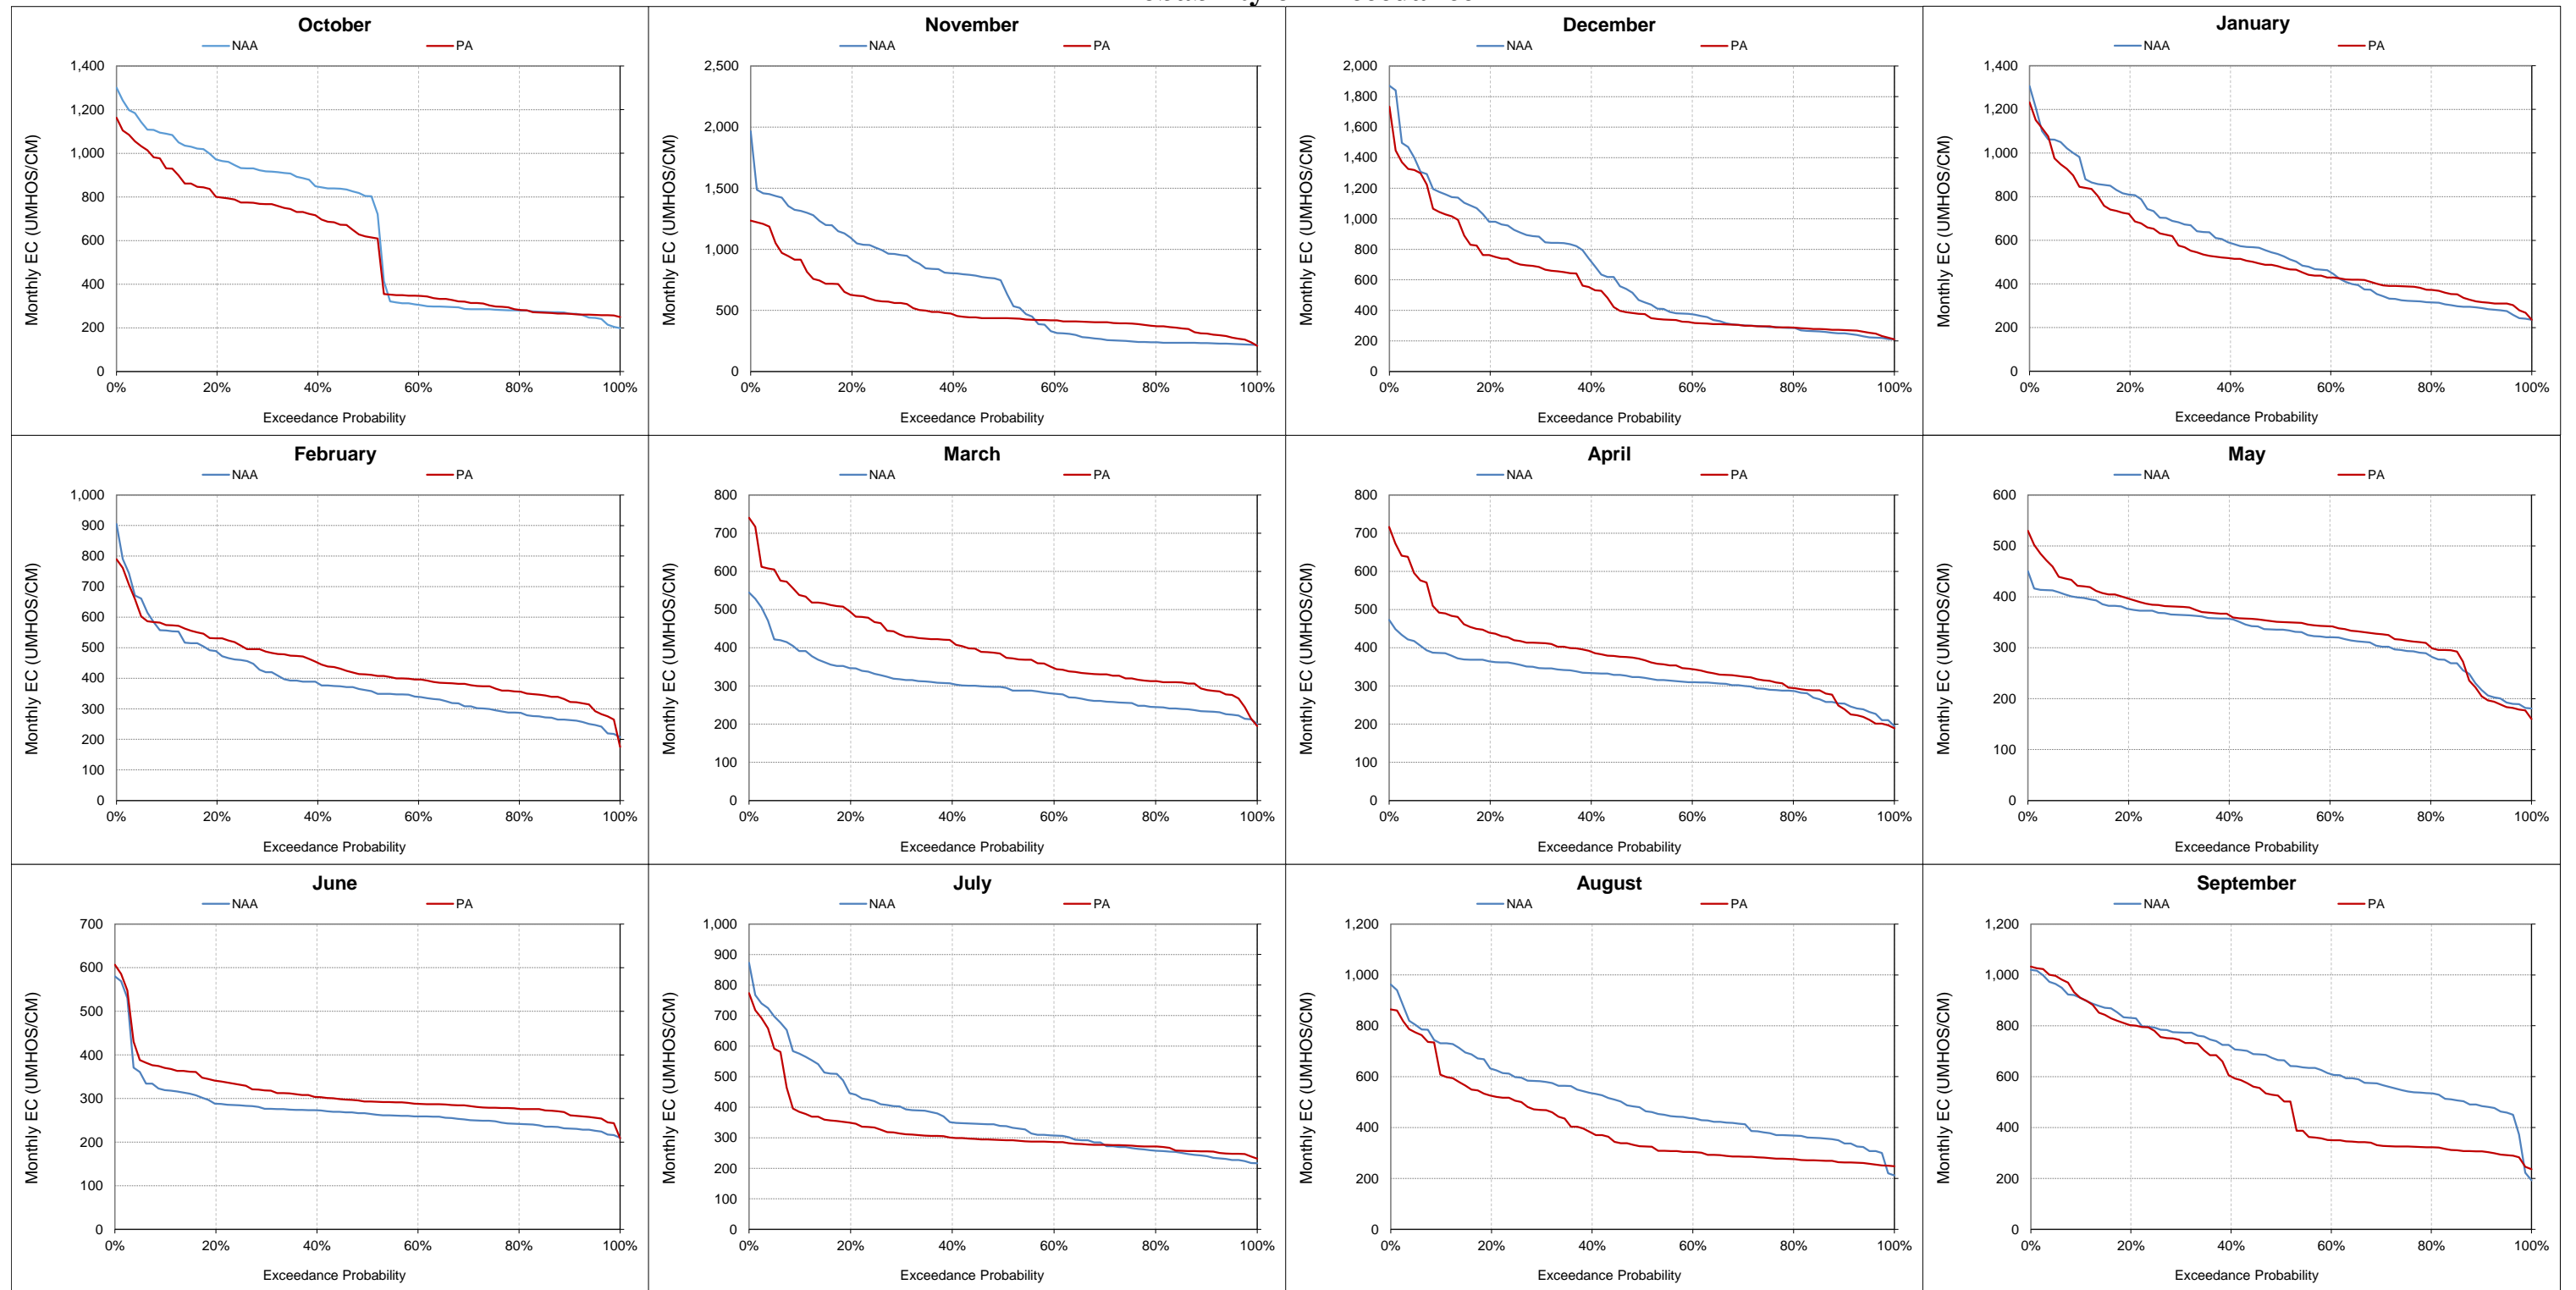 October
NAA PA
1,400
1,200
1,000
800
600
400
200
0
Monthly EC (UMHOS/CM)
0% 20% 40% 60% 80% 100%
Exceedance Probability
November
NAA PA
2,500
2,000
1,500
1,000
500
0
Monthly EC (UMHOS/CM)
0% 20% 40% 60% 80% 100%
Exceedance Probability
December
NAA PA
2,000
1,800
1,600
1,400
1,200
1,000
800
600
400
200
0
Monthly EC (UMHOS/CM)
0% 20% 40% 60% 80% 100%
Exceedance Probability
January
NAA PA
1,400
1,200
1,000
800
600
400
200
0
Monthly EC (UMHOS/CM)
0% 20% 40% 60% 80% 100%
Exceedance Probability
February
NAA PA
1,000
900
800
700
600
500
400
300
200
100
0
Monthly EC (UMHOS/CM)
0% 20% 40% 60% 80% 100%
Exceedance Probability
March
NAA PA
800
700
600
500
400
300
200
100
0
Monthly EC (UMHOS/CM)
0% 20% 40% 60% 80% 100%
Exceedance Probability
April
NAA PA
800
700
600
500
400
300
200
100
0
Monthly EC (UMHOS/CM)
0% 20% 40% 60% 80% 100%
Exceedance Probability
May
NAA PA
600
500
400
300
200
100
0
Monthly EC (UMHOS/CM)
0% 20% 40% 60% 80% 100%
Exceedance Probability
June
NAA PA
700
600
500
400
300
200
100
0
Monthly EC (UMHOS/CM)
0% 20% 40% 60% 80% 100%
Exceedance Probability
July
NAA PA
1,000
900
800
700
600
500
400
300
200
100
0
Monthly EC (UMHOS/CM)
0% 20% 40% 60% 80% 100%
Exceedance Probability
August
NAA PA
1,200
1,000
800
600
400
200
0
Monthly EC (UMHOS/CM)
0% 20% 40% 60% 80% 100%
Exceedance Probability
September
NAA PA
1,200
1,000
800
600
400
200
0
Monthly EC (UMHOS/CM)
0% 20% 40% 60% 80% 100%
Exceedance Probability